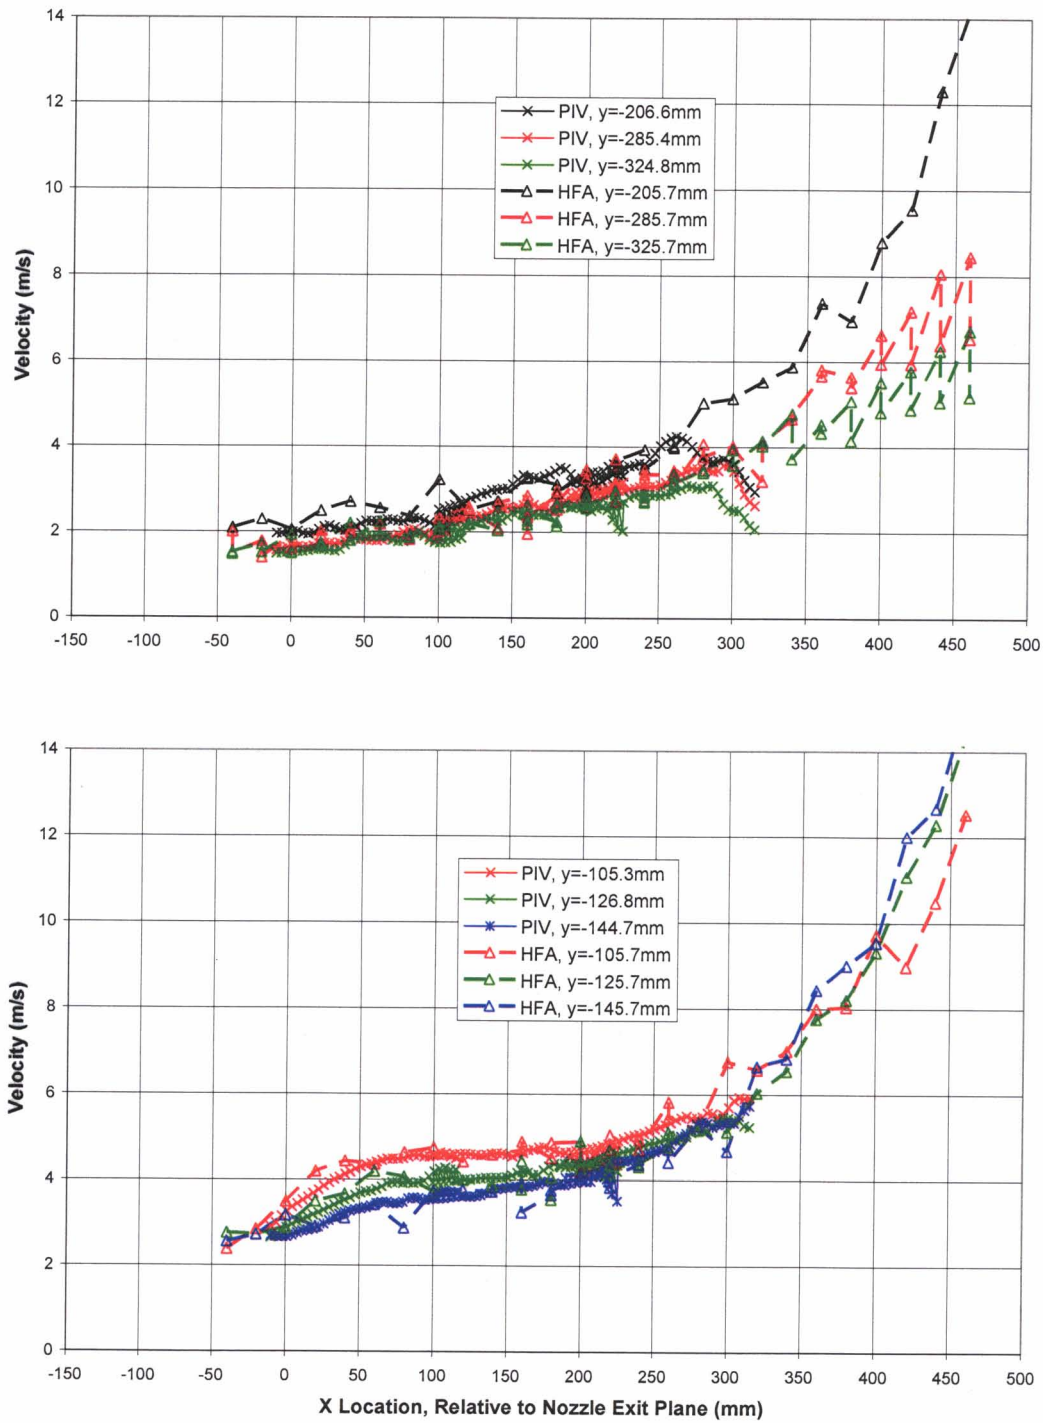 14
12
10
8
6
4
2
0
Velocity (m/s)
PIV, y=-206.6mm
PIV, y=-285.4mm
PIV, y=-324.8mm
HFA, y=-205.7mm
HFA, y=-285.7mm
HFA, y=-325.7mm
-150 -100 -50 0 50 100 150 200 250 300 350 400 450 500
14
12
10
8
6
4
2
0
Velocity (m/s)
PIV, y=-105.3mm
PIV, y=-126.8mm
PIV, y=-144.7mm
HFA, y=-105.7mm
HFA, y=-125.7mm
HFA, y=-145.7mm
-150 -100 -50 0 50 100 150 200 250 300 350 400 450 500
X Location, Relative to Nozzle Exit Plane (mm)